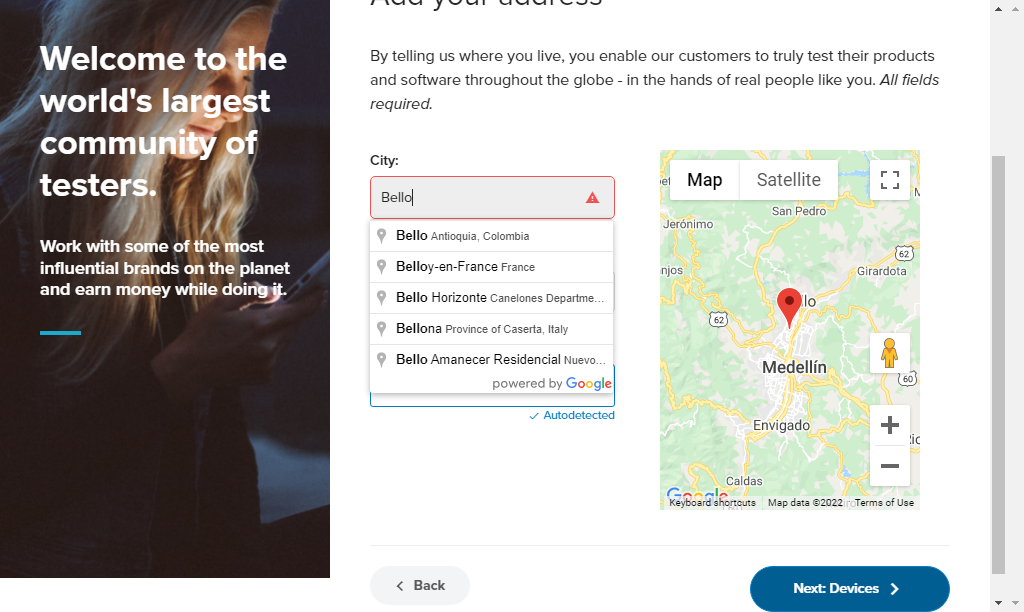 Welcome to the
world's largest
community of
testers.
Work with some of the most
influential brands on the planet
and earn money while doing it.
Add your address
By telling us where you live, you enable our customers to truly test their products
and software throughout the globe - in the hands of real people like you. All fields
required.
City:
Bello
Bello Antioquia, Colombia
Belloy-en-France France
Bello Horizonte Canelones Departme...
Bellona Province of Caserta, Italy
Bello Amanecer Residencial Nuevo...
powered by Google
Autodetected
Map Satellite
San Pedro
Jerónimo
62
Girardota
njos
llo
62
Medellín
60
Envigado
Caldas
Google
Keyboard shortcuts Map data ©2022 Terms of Use
Back
Next: Devices